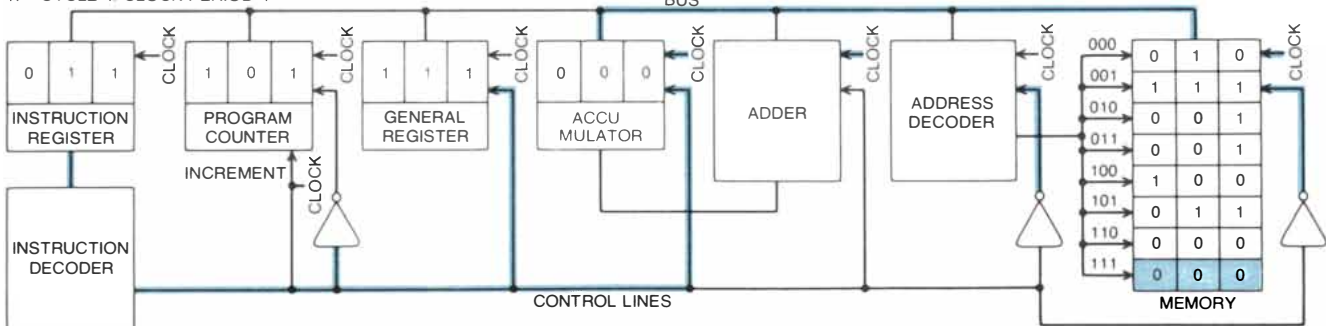 BUS
0 1 1
CLOCK
INSTRUCTION
REGISTER
1 0 1
CLOCK
PROGRAM
COUNTER
INCREMENT
CLOCK
1 1 1
CLOCK
GENERAL
REGISTER
0 0 0
CLOCK
ACCU
MULATOR
ADDER
CLOCK
ADDRESS
DECODER
CLOCK
000 0 1 0
001 1 1 1
010 0 0 1
011 0 0 1
100 1 0 0
101 0 1 1
110 0 0 0
111 0 0 0
CLOCK
MEMORY
INSTRUCTION
DECODER
CONTROL LINES